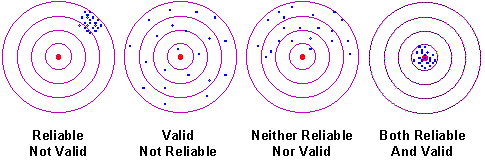 Reliable
Not Valid
Valid
Not Reliable
Neither Reliable
Nor Valid
Both Reliable
And Valid